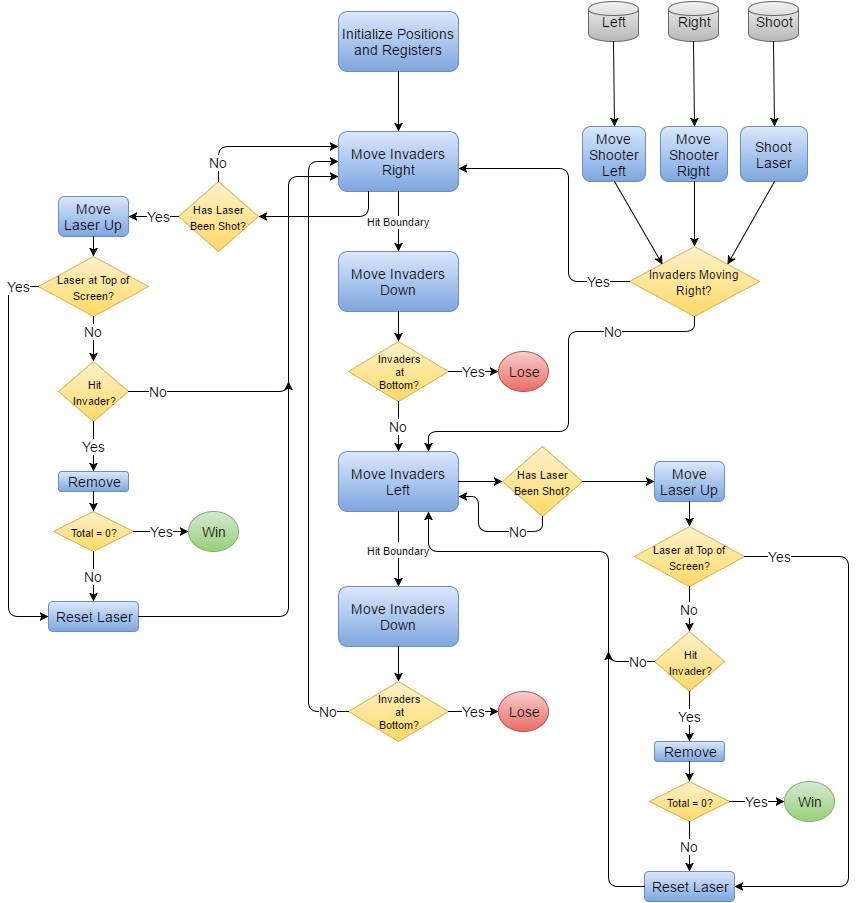 Initialize Positions
and Registers
Left
Right
Shoot
Move Invaders
Right
Move
Shooter
Left
Move
Shooter
Right
Shoot
Laser
No
Has Laser
Been Shot?
Yes
Move
Laser Up
Hit Boundary
Laser at Top of
Screen?
Yes
No
Move Invaders
Down
Invaders Moving
Right?
Yes
No
Hit
Invader?
No
Yes
Invaders
at
Bottom?
Yes
Lose
No
Remove
Total = 0?
Yes
Win
No
Reset Laser
Move Invaders
Left
Has Laser
Been Shot?
No
Move
Laser Up
Hit Boundary
Laser at Top of
Screen?
Yes
No
Move Invaders
Down
Hit
Invader?
No
Yes
Invaders
at
Bottom?
No
Yes
Lose
Remove
Total = 0?
Yes
Win
No
Reset Laser